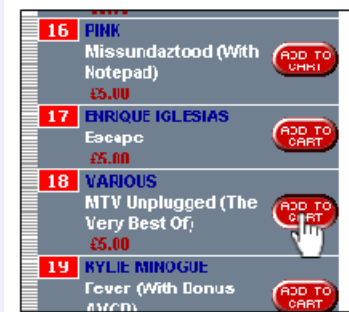 16 PINK
Missundaztood (With
Notepad)
ADD TO
CART
£5.00
17 ENRIQUE IGLESIAS
Escape
ADD TO
CART
£5.00
18 VARIOUS
MTV Unplugged (The
Very Best Of)
ADD TO
CART
£5.00
19 KYLIE MINOGUE
Fever (With Bonus
ADD TO
CART